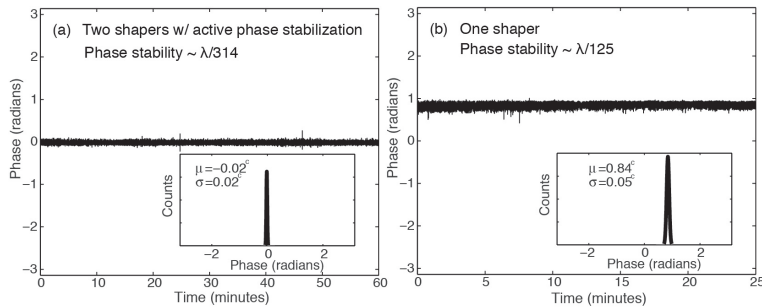 (a) Two shapers w/ active phase stabilization
Phase stability ~ λ/314
Phase (radians)
3
2
1
0
−1
−2
−3
μ=−0.02ᶜ
σ=0.02ᶜ
Counts
−2 0 2
Phase (radians)
0 10 20 30 40 50 60
Time (minutes)
(b) One shaper
Phase stability ~ λ/125
Phase (radians)
3
2
1
0
−1
−2
−3
μ=0.84ᶜ
σ=0.05ᶜ
Counts
−2 0 2
Phase (radians)
0 5 10 15 20 25
Time (minutes)